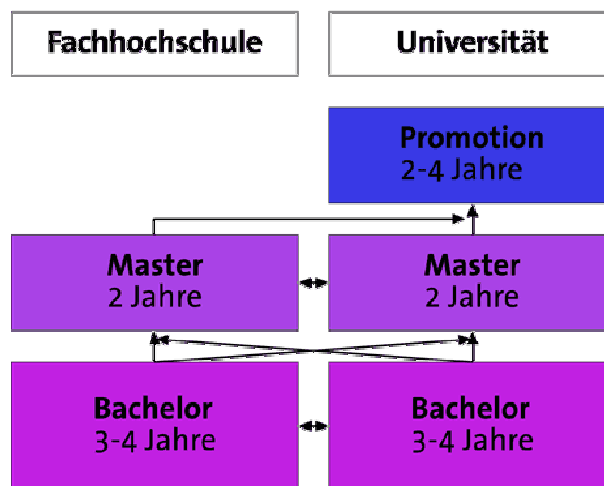 Fachhochschule
Universität
Promotion
2-4 Jahre
Master
2 Jahre
Master
2 Jahre
Bachelor
3-4 Jahre
Bachelor
3-4 Jahre